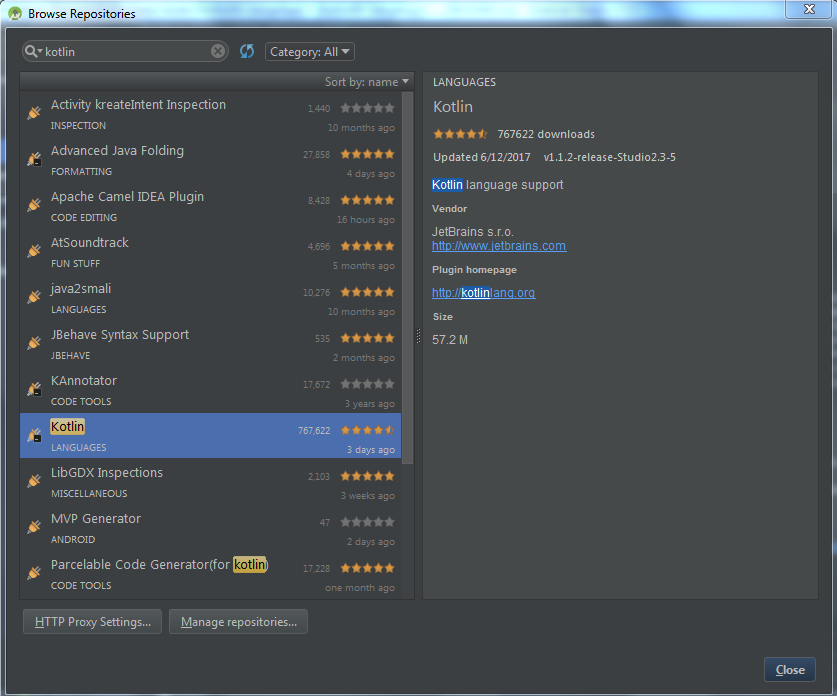 Browse Repositories
kotlin
Category: All
Sort by: name
Activity kreateIntent Inspection
1,440
INSPECTION
10 months ago
Advanced Java Folding
27,858
FORMATTING
4 days ago
Apache Camel IDEA Plugin
8,428
CODE EDITING
16 hours ago
AtSoundtrack
4,696
FUN STUFF
5 months ago
java2smali
10,276
LANGUAGES
10 months ago
JBehave Syntax Support
535
JBEHAVE
2 months ago
KAnnotator
17,672
CODE TOOLS
3 years ago
Kotlin
767,622
LANGUAGES
3 days ago
LibGDX Inspections
2,103
MISCELLANEOUS
3 weeks ago
MVP Generator
47
ANDROID
2 days ago
Parcelable Code Generator(for kotlin)
17,228
CODE TOOLS
one month ago
LANGUAGES
Kotlin
767622 downloads
Updated 6/12/2017 v1.1.2-release-Studio2.3-5
Kotlin language support
Vendor
JetBrains s.r.o.
http://www.jetbrains.com
Plugin homepage
http://kotlinlang.org
Size
57.2 M
HTTP Proxy Settings...
Manage repositories...
Close